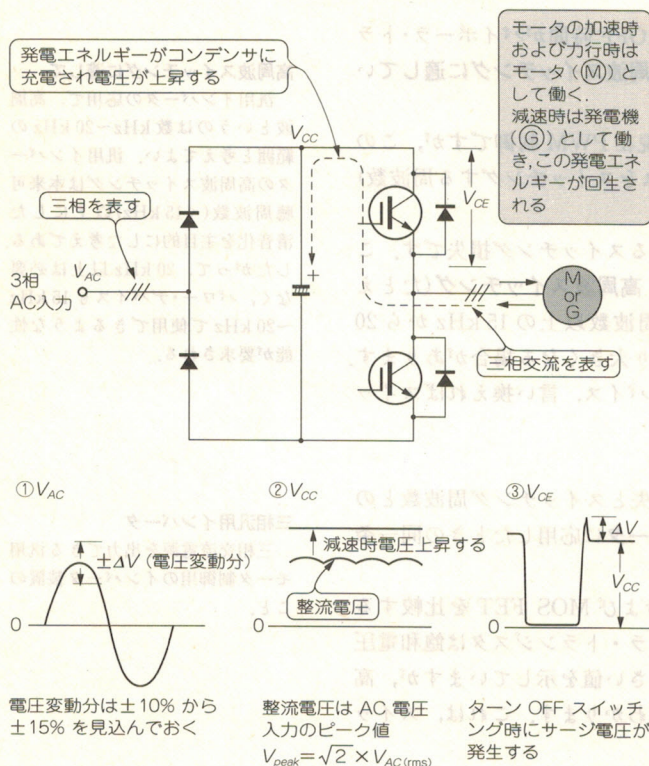 発電エネルギーがコンデンサに
充電され電圧が上昇する
モータの加速時
および力行時は
モータ(Ⓜ)と
して働く.
減速時は発電機
(Ⓖ)として働
き,この発電エネ
ルギーが回生さ
れる
三相を表す
3相
AC入力
V_AC
V_CC
V_CE
+
M
or
G
三相交流を表す
①V_AC
±ΔV(電圧変動分)
0
電圧変動分は±10% から
±15% を見込んでおく
②V_CC
減速時電圧上昇する
整流電圧
0
整流電圧は AC 電圧
入力のピーク値
V_peak=√2×V_AC(rms)
③V_CE
ΔV
V_CC
0
ターン OFF スイッチ
ング時にサージ電圧が
発生する